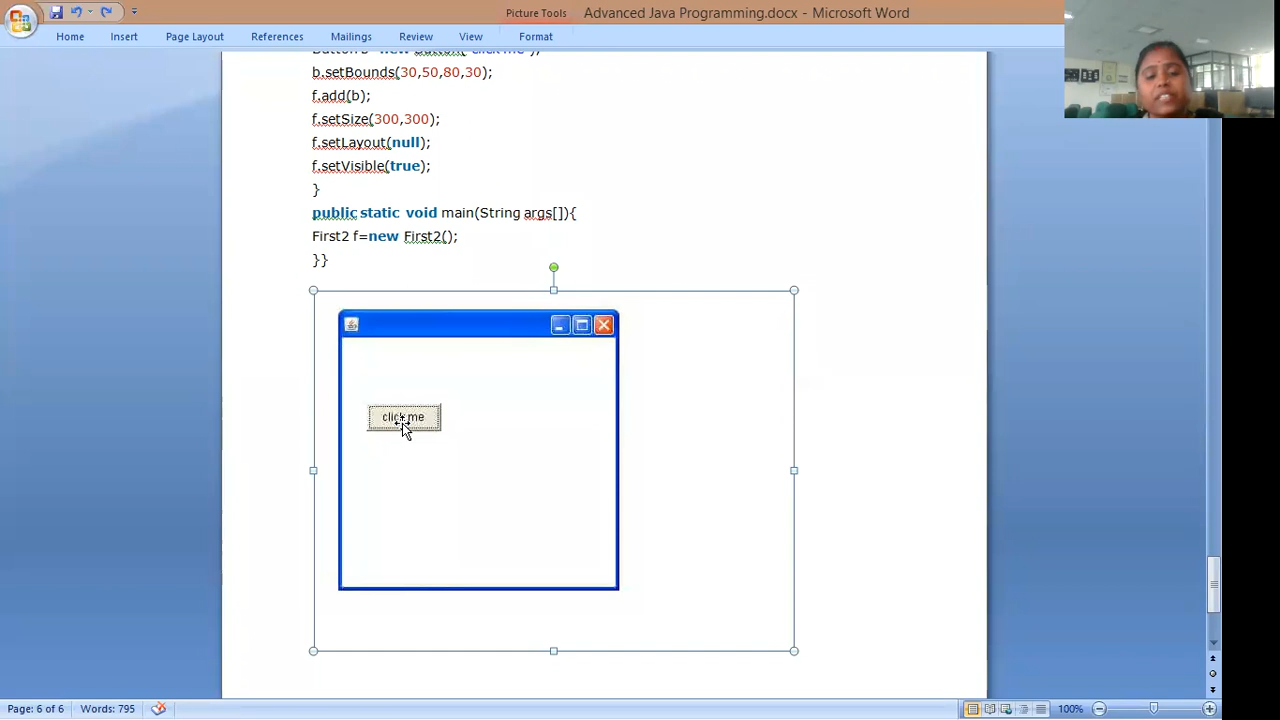 Picture Tools
Advanced Java Programming.docx - Microsoft Word
Home Insert Page Layout References Mailings Review View Format
b.setBounds(30,50,80,30);
f.add(b);
f.setSize(300,300);
f.setLayout(null);
f.setVisible(true);
}
public static void main(String args[]){
First2 f=new First2();
}}
click me
Page: 6 of 6 Words: 795 100%